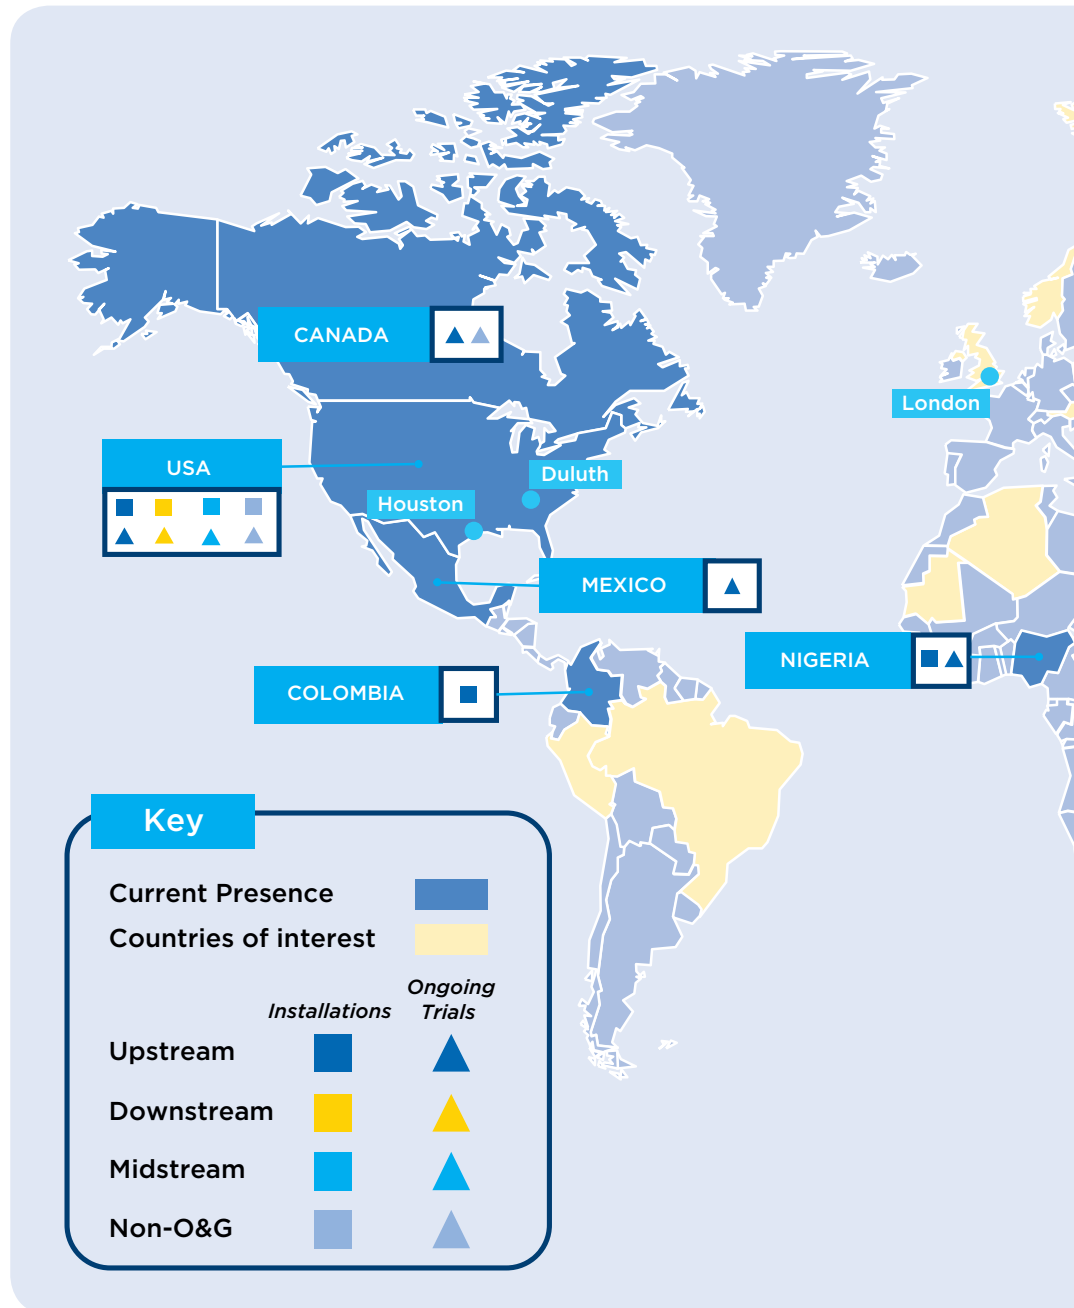 CANADA
London
USA
Duluth
Houston
MEXICO
NIGERIA
COLOMBIA
Key
Current Presence
Countries of interest
Installations
Ongoing
Trials
Upstream
Downstream
Midstream
Non-O&G